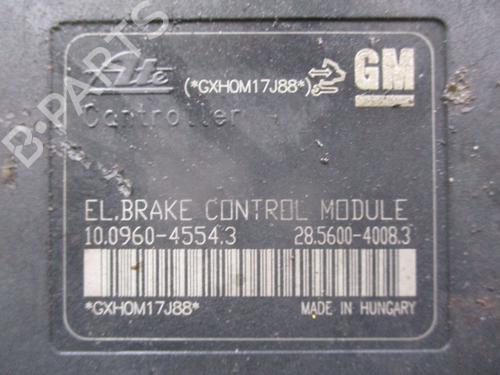 Ate (*GXH0M17J88*) GM
Controller
EL.BRAKE CONTROL MODULE
10.0960-4554.3 28.5600-4008.3
*GXH0M17J88* MADE IN HUNGARY
B-PARTS